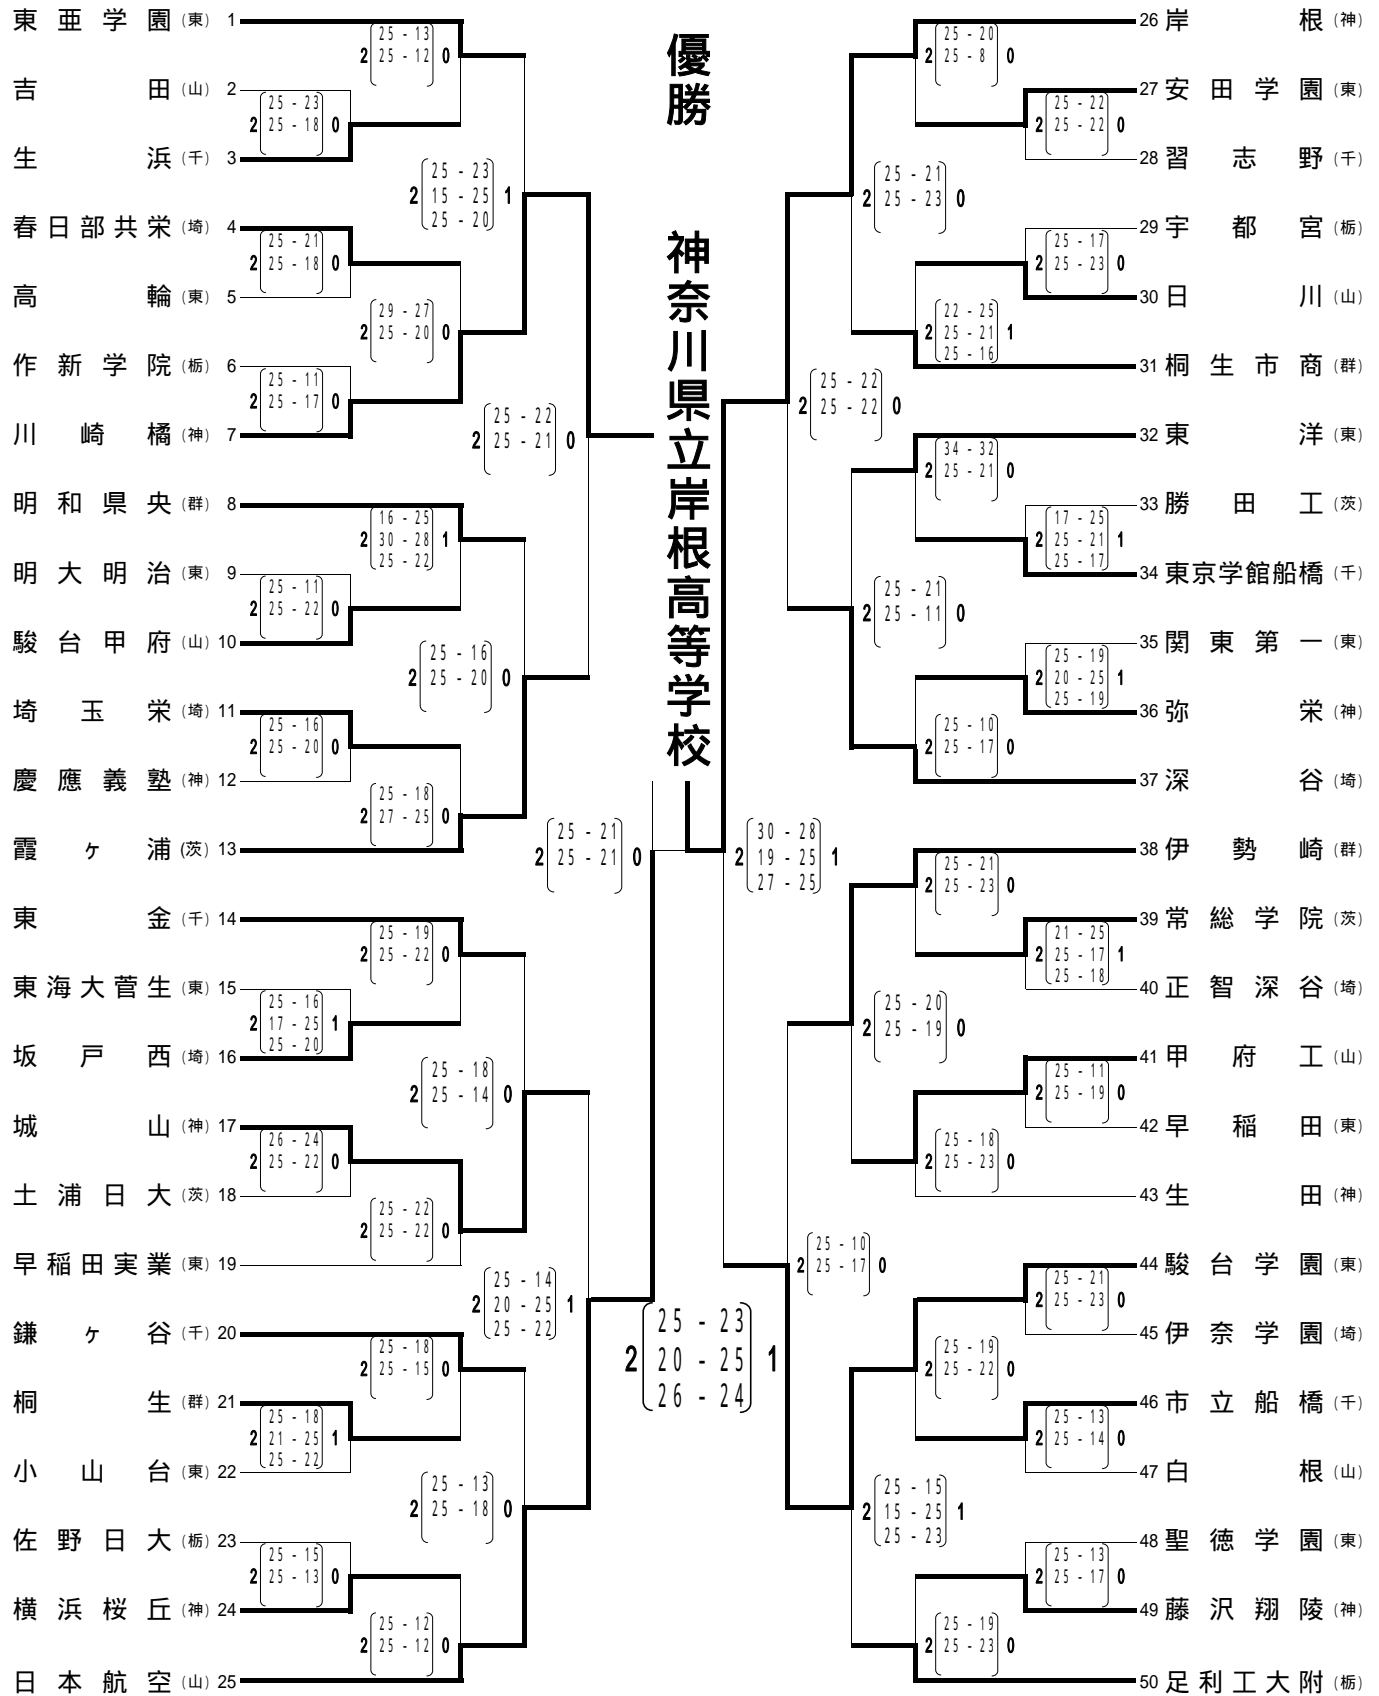 優勝
神奈川県立岸根高等学校
東亜学園 (東) 1
吉田 (山) 2
生浜 (千) 3
春日部共栄 (埼) 4
高輪 (東) 5
作新学院 (栃) 6
川崎橘 (神) 7
明和県央 (群) 8
明大明治 (東) 9
駿台甲府 (山) 10
埼玉栄 (埼) 11
慶應義塾 (神) 12
霞ヶ浦 (茨) 13
東金 (千) 14
東海大菅生 (東) 15
坂戸西 (埼) 16
城山 (神) 17
土浦日大 (茨) 18
早稲田実業 (東) 19
鎌ヶ谷 (千) 20
桐生 (群) 21
小山台 (東) 22
佐野日大 (栃) 23
横浜桜丘 (神) 24
日本航空 (山) 25
2 25 - 23 0
25 - 18
2 25 - 21 0
25 - 18
2 25 - 11 0
25 - 17
2 25 - 11 0
25 - 22
2 25 - 16 0
25 - 20
2 25 - 16 1
17 - 25
25 - 20
2 26 - 24 0
25 - 22
2 25 - 18 1
21 - 25
25 - 22
2 25 - 15 0
25 - 13
2 25 - 13 0
25 - 12
2 29 - 27 0
25 - 20
2 16 - 25 1
30 - 28
25 - 22
2 25 - 18 0
27 - 25
2 25 - 19 0
25 - 22
2 25 - 22 0
25 - 22
2 25 - 18 0
25 - 15
2 25 - 12 0
25 - 12
2 25 - 23 1
15 - 25
25 - 20
2 25 - 16 0
25 - 20
2 25 - 18 0
25 - 14
2 25 - 13 0
25 - 18
2 25 - 22 0
25 - 21
2 25 - 14 1
20 - 25
25 - 22
2 25 - 21 0
25 - 21
2 25 - 23 1
20 - 25
26 - 24
2 30 - 28 1
19 - 25
27 - 25
2 25 - 22 0
25 - 22
2 25 - 10 0
25 - 17
2 25 - 21 0
25 - 23
2 25 - 21 0
25 - 11
2 25 - 20 0
25 - 19
2 25 - 15 1
15 - 25
25 - 23
2 25 - 20 0
25 - 8
2 22 - 25 1
25 - 21
25 - 16
2 34 - 32 0
25 - 21
2 25 - 10 0
25 - 17
2 25 - 21 0
25 - 23
2 25 - 18 0
25 - 23
2 25 - 19 0
25 - 22
2 25 - 19 0
25 - 23
2 25 - 22 0
25 - 22
2 25 - 17 0
25 - 23
2 17 - 25 1
25 - 21
25 - 17
2 25 - 19 1
20 - 25
25 - 19
2 21 - 25 1
25 - 17
25 - 18
2 25 - 11 0
25 - 19
2 25 - 21 0
25 - 23
2 25 - 13 0
25 - 14
2 25 - 13 0
25 - 17
26 岸根 (神)
27 安田学園 (東)
28 習志野 (千)
29 宇都宮 (栃)
30 日川 (山)
31 桐生市商 (群)
32 東洋 (東)
33 勝田工 (茨)
34 東京学館船橋 (千)
35 関東第一 (東)
36 弥栄 (神)
37 深谷 (埼)
38 伊勢崎 (群)
39 常総学院 (茨)
40 正智深谷 (埼)
41 甲府工 (山)
42 早稲田 (東)
43 生田 (神)
44 駿台学園 (東)
45 伊奈学園 (埼)
46 市立船橋 (千)
47 白根 (山)
48 聖徳学園 (東)
49 藤沢翔陵 (神)
50 足利工大附 (栃)